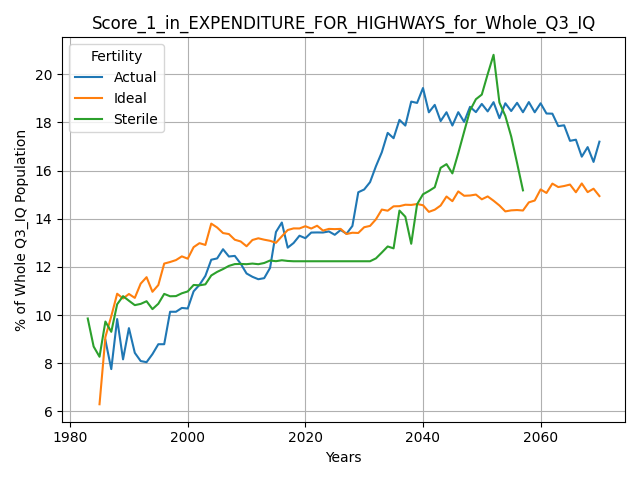 Score_1_in_EXPENDITURE_FOR_HIGHWAYS_for_Whole_Q3_IQ
Fertility
Actual
Ideal
Sterile
% of Whole Q3_IQ Population
20
18
16
14
12
10
8
6
1980
2000
2020
2040
2060
Years